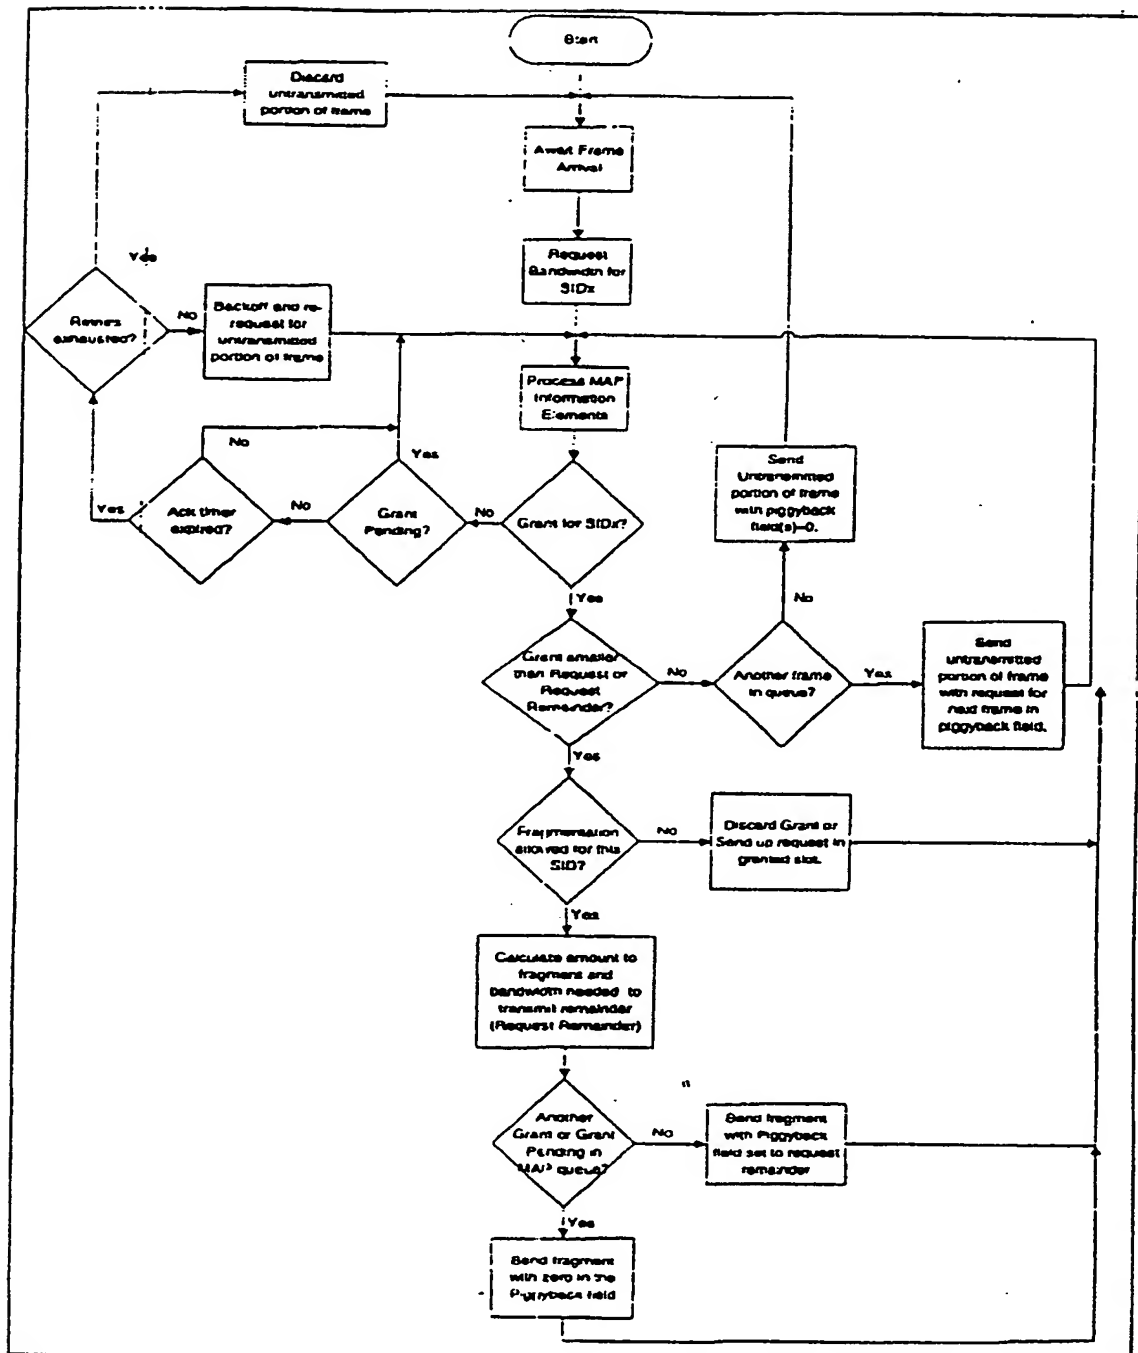 Start
Discard
untransmitted
portion of frame
Await Frame
Arrival
Request
Bandwidth for
SIDx
Yes
Retries
exhausted?
No
Backoff and re-
request for
untransmitted
portion of frame
Process MAP
Information
Elements
No
Yes
Send
Untransmitted
portion of frame
with piggyback
field(s)=0.
Yes
Ack timer
expired?
No
Grant
Pending?
No
Grant for SIDx?
Yes
No
Grant smaller
than Request or
Request
Remainder?
No
Another frame
in queue?
Yes
Send
untransmitted
portion of frame
with request for
next frame in
piggyback field.
Yes
Fragmentation
allowed for this
SID?
No
Discard Grant or
Send up request in
granted slot.
Yes
Calculate amount to
fragment and
bandwidth needed to
transmit remainder
(Request Remainder)
Another
Grant or Grant
Pending in
MAP queue?
No
Send fragment
with Piggyback
field set to request
remainder
Yes
Send fragment
with zero in the
Piggyback field